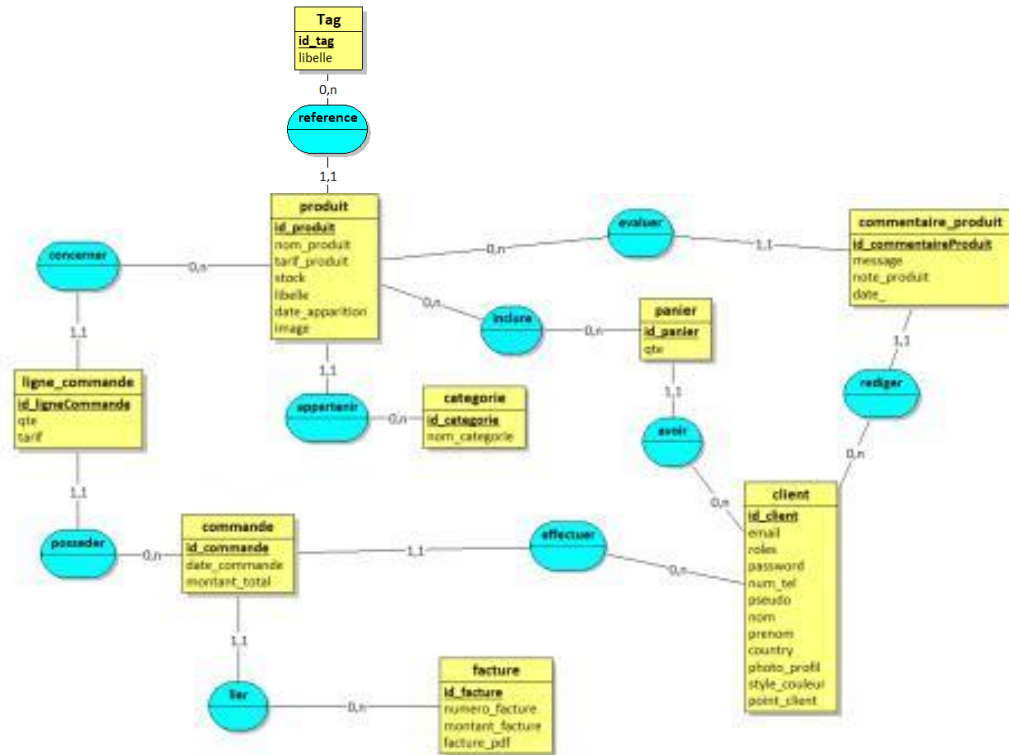 Tag
id_tag
libelle
0,n
reference
1,1
produit
id_produit
nom_produit
tarif_produit
stock
libelle
date_apparition
image
concerner
0,n
1,1
ligne_commande
id_ligneCommande
qte
tarif
1,1
posseder
0,n
commande
id_commande
date_commande
montant_total
1,1
lier
0,n
facture
id_facture
numero_facture
montant_facture
facture_pdf
1,1
appartenir
0,n
categorie
id_categorie
nom_categorie
0,n
inclure
0,n
panier
id_panier
qte
1,1
avoir
0,n
0,n
evaluer
1,1
commentaire_produit
id_commentaireProduit
message
note_produit
date_
1,1
rediger
0,n
client
id_client
email
roles
password
num_tel
pseudo
nom
prenom
country
photo_profil
style_couleur
point_client
1,1
effectuer
0,n